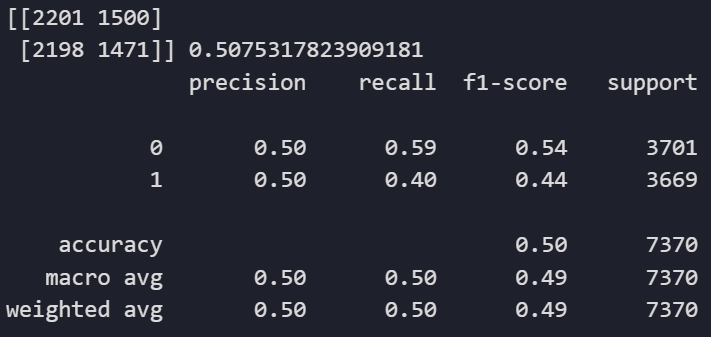 [[2201 1500]
 [2198 1471]] 0.5075317823909181
              precision    recall  f1-score   support

           0       0.50      0.59      0.54      3701
           1       0.50      0.40      0.44      3669

    accuracy                           0.50      7370
   macro avg       0.50      0.50      0.49      7370
weighted avg       0.50      0.50      0.49      7370